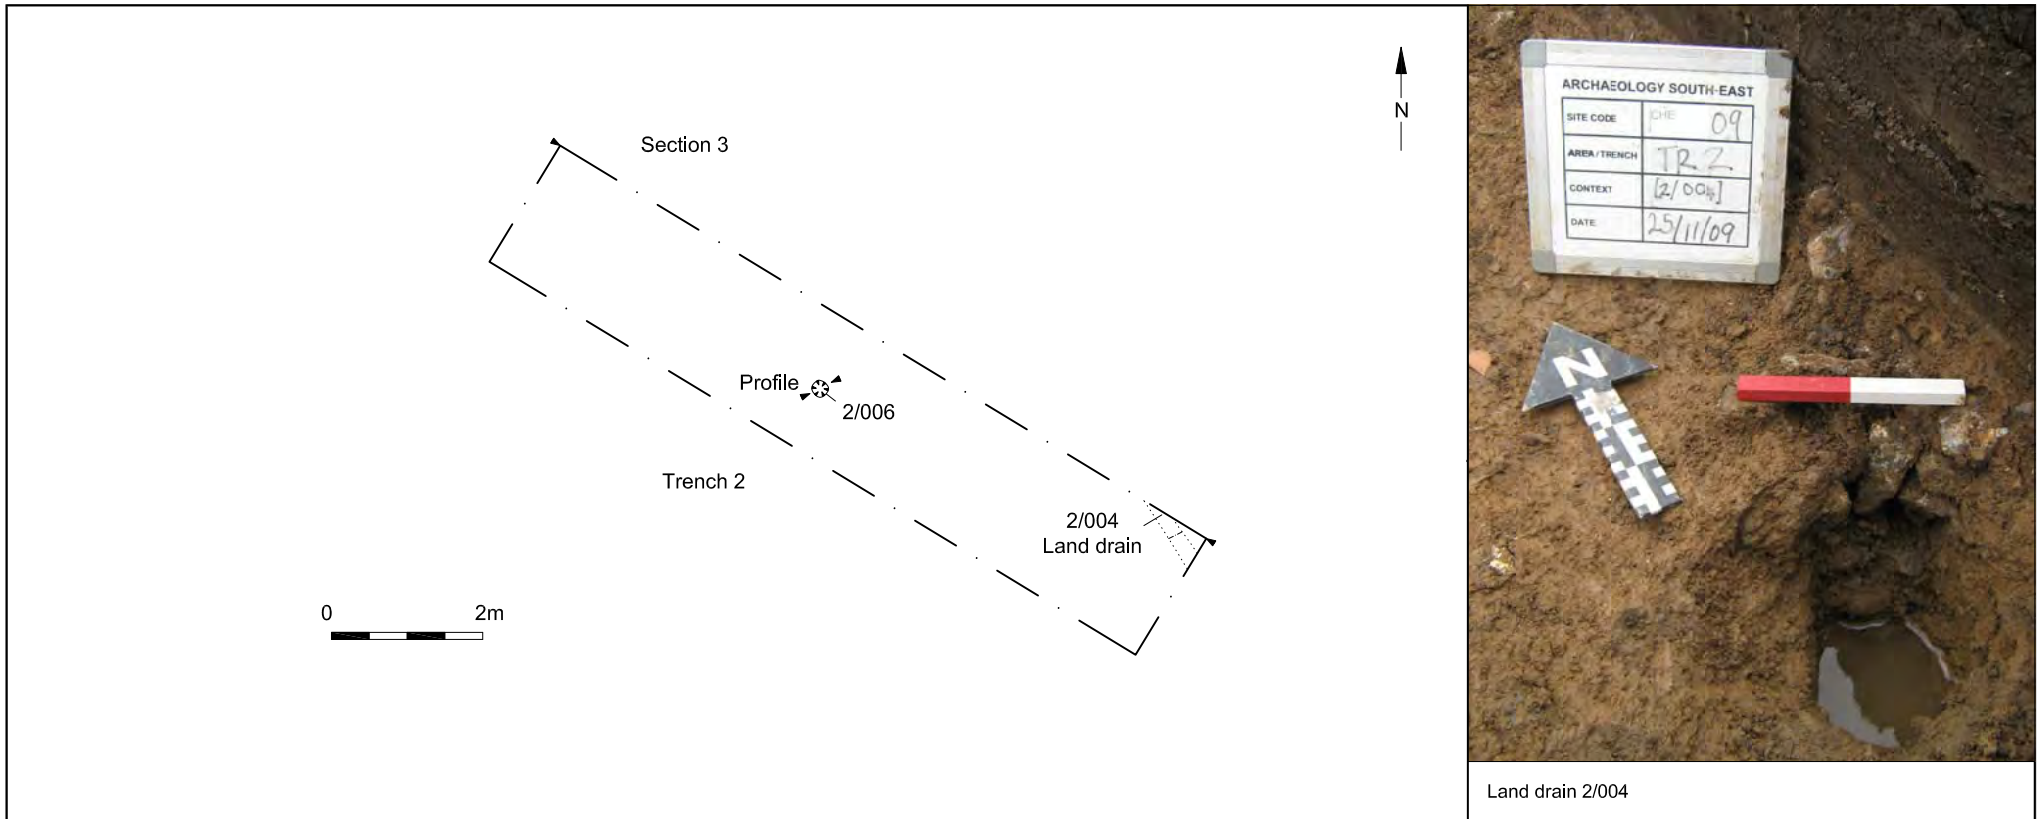 Section 3
N
Profile
2/006
Trench 2
2/004
Land drain
0 2m
ARCHAEOLOGY SOUTH-EAST
SITE CODE CHE 09
AREA / TRENCH TR 2
CONTEXT [2/004]
DATE 25/11/09
N
Land drain 2/004